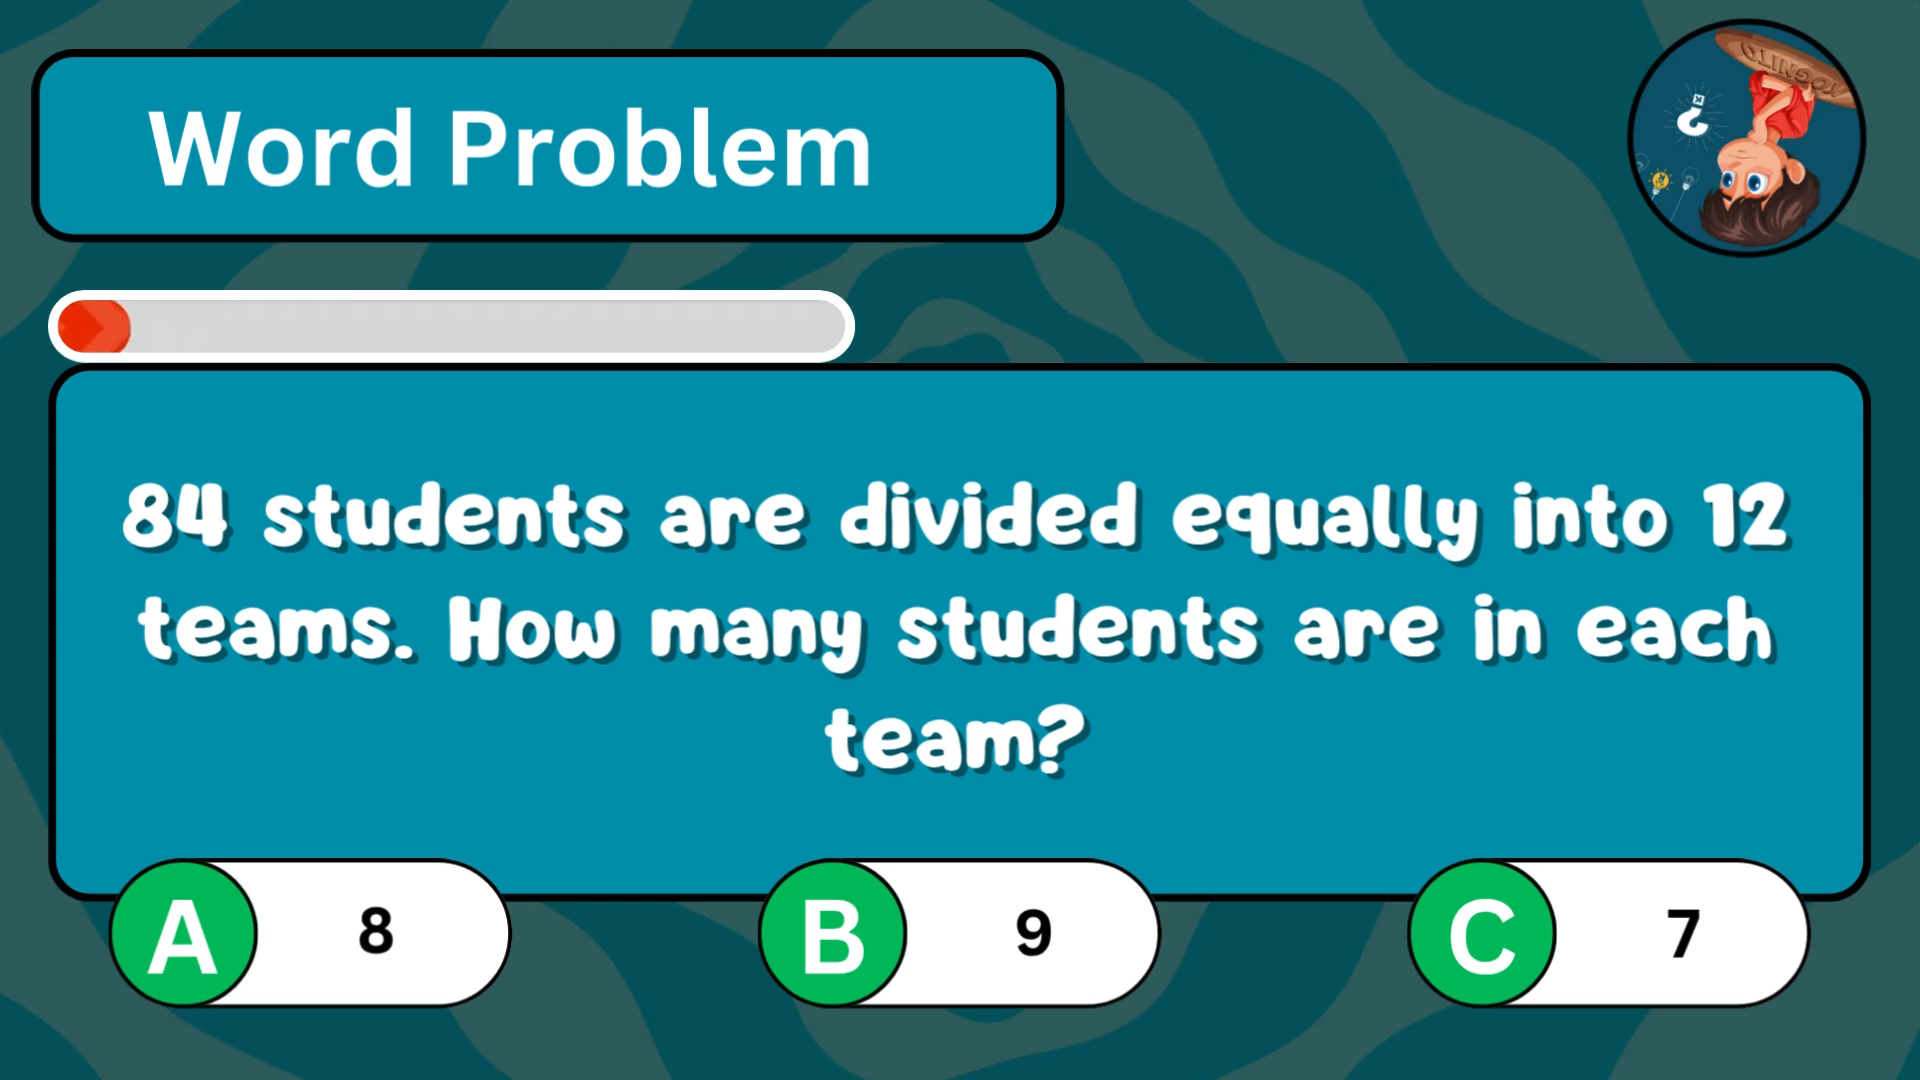 Word Problem
COGNITO
84 students are divided equally into 12
teams. How many students are in each
team?
A 8
B 9
C 7